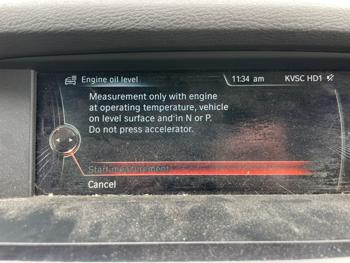 Engine oil level
11:34 am KVSC HD1
Measurement only with engine
at operating temperature, vehicle
on level surface and in N or P.
Do not press accelerator.
Start measurement
Cancel